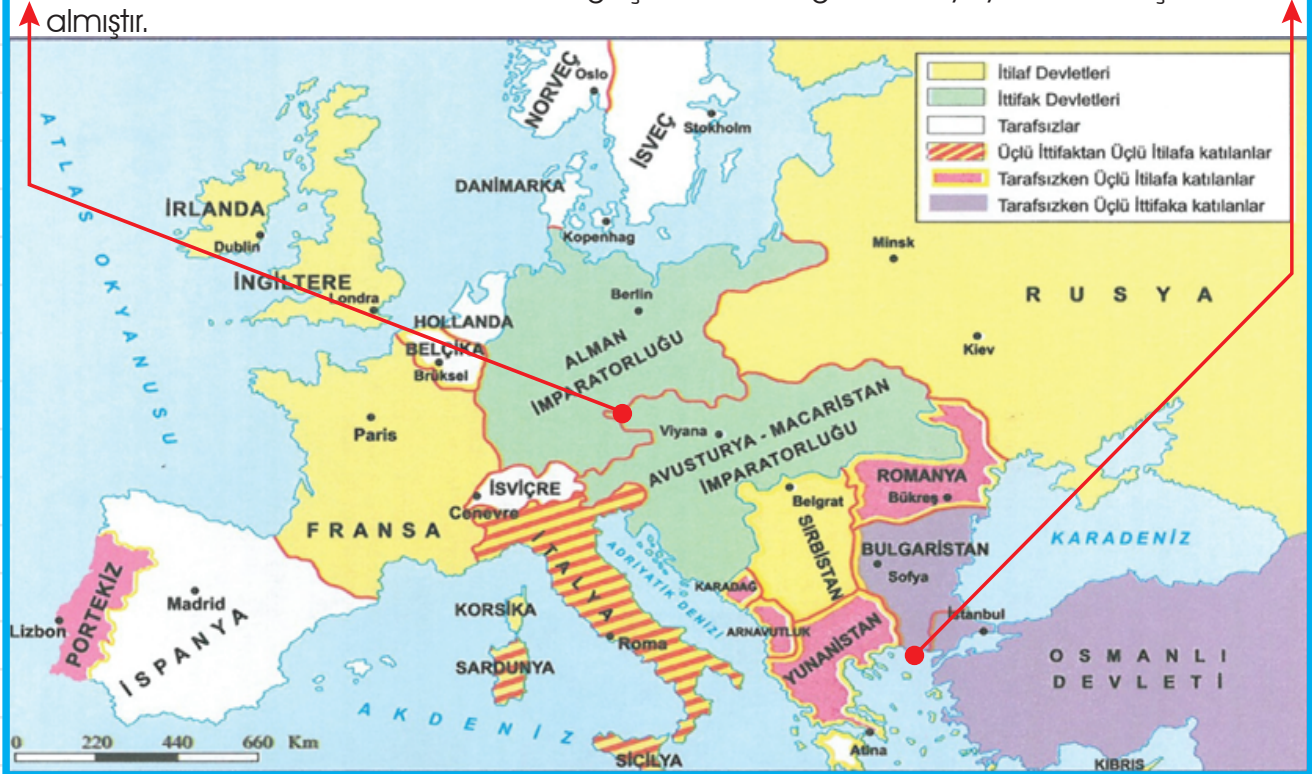 almıştır.
İtilaf Devletleri
İttifak Devletleri
Tarafsızlar
Üçlü İttifaktan Üçlü İtilafa katılanlar
Tarafsızken Üçlü İtilafa katılanlar
Tarafsızken Üçlü İttifaka katılanlar
ATLAS OKYANUSU
NORVEÇ
Oslo
İSVEÇ
Stokholm
DANİMARKA
Kopenhag
İRLANDA
Dublin
İNGİLTERE
Londra
HOLLANDA
BELÇİKA
Brüksel
Berlin
ALMAN
İMPARATORLUĞU
Minsk
RUSYA
Kiev
Paris
FRANSA
Viyana
AVUSTURYA - MACARİSTAN
İMPARATORLUĞU
İSVİÇRE
Cenevre
İTALYA
Roma
ADRİYATİK DENİZİ
Belgrat
SIRBİSTAN
ROMANYA
Bükreş
BULGARİSTAN
Sofya
KARADENİZ
KARADAĞ
ARNAVUTLUK
YUNANİSTAN
Atina
İstanbul
OSMANLI
DEVLETİ
KIBRIS
PORTEKİZ
Lizbon
Madrid
İSPANYA
KORSİKA
SARDUNYA
SİCİLYA
AKDENİZ
0 220 440 660 Km